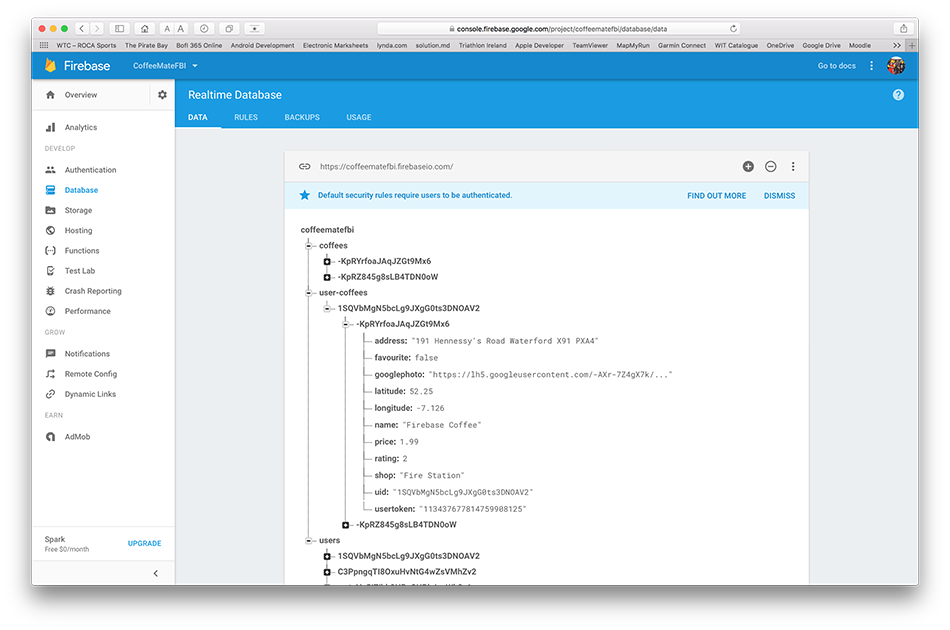 A A
console.firebase.google.com/project/coffeematefbi/database/data
WTC – ROCA Sports The Pirate Bay Bofl 365 Online Android Development Electronic Marksheets lynda.com solution.md Triathlon Ireland Apple Developer TeamViewer MapMyRun Garmin Connect WIT Catalogue OneDrive Google Drive Moodle >> +
Firebase CoffeeMateFBI Go to docs
Overview
Realtime Database ?
DATA RULES BACKUPS USAGE
Analytics
DEVELOP
Authentication
Database
Storage
Hosting
Functions
Test Lab
Crash Reporting
Performance
GROW
Notifications
Remote Config
Dynamic Links
EARN
AdMob
Spark
Free $0/month
UPGRADE
https://coffeematefbi.firebaseio.com/
Default security rules require users to be authenticated. FIND OUT MORE DISMISS
coffeematefbi
coffees
-KpRYrfoaJAqJZGt9Mx6
-KpRZ845g8sLB4TDN0oW
user-coffees
1SQVbMgN5bcLg9JXgG0ts3DNOAV2
-KpRYrfoaJAqJZGt9Mx6
address: "191 Hennessy's Road Waterford X91 PXA4"
favourite: false
googlephoto: "https://lh5.googleusercontent.com/-AXr-7Z4gX7k/..."
latitude: 52.25
longitude: -7.126
name: "Firebase Coffee"
price: 1.99
rating: 2
shop: "Fire Station"
uid: "1SQVbMgN5bcLg9JXgG0ts3DNOAV2"
usertoken: "113437677814759908125"
-KpRZ845g8sLB4TDN0oW
users
1SQVbMgN5bcLg9JXgG0ts3DNOAV2
C3PpngqTI8OxuHvNtG4wZsVMhZv2